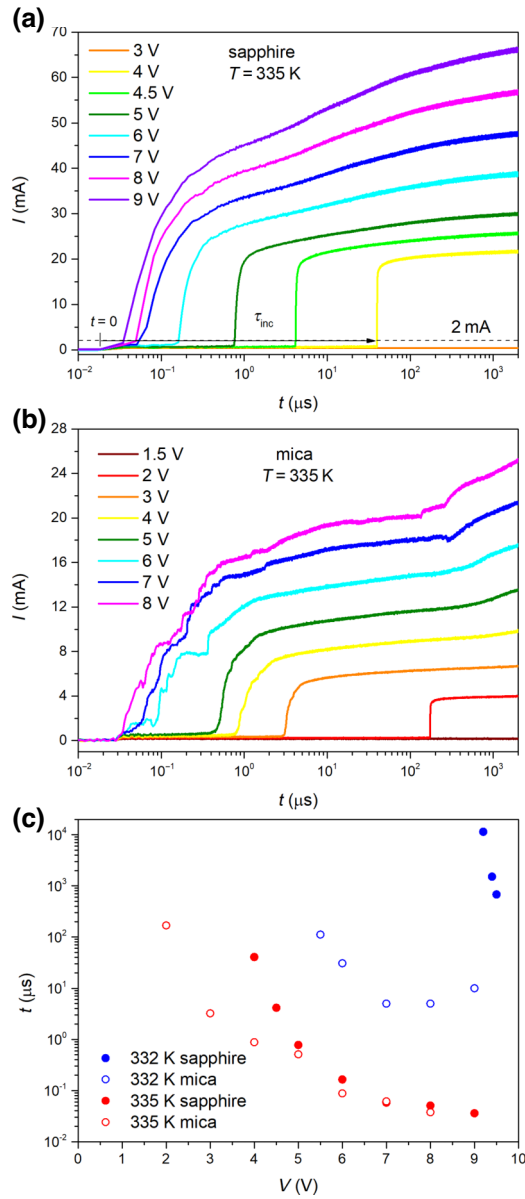 (a)
I (mA)
70
60
50
40
30
20
10
0
3 V
4 V
4.5 V
5 V
6 V
7 V
8 V
9 V
sapphire
T = 335 K
t = 0
τinc
2 mA
10⁻² 10⁻¹ 10⁰ 10¹ 10² 10³
t (μs)
(b)
I (mA)
28
24
20
16
12
8
4
0
1.5 V
2 V
3 V
4 V
5 V
6 V
7 V
8 V
mica
T = 335 K
10⁻² 10⁻¹ 10⁰ 10¹ 10² 10³
t (μs)
(c)
t (μs)
10⁴
10³
10²
10¹
10⁰
10⁻¹
10⁻²
332 K sapphire
332 K mica
335 K sapphire
335 K mica
0 1 2 3 4 5 6 7 8 9 10
V (V)